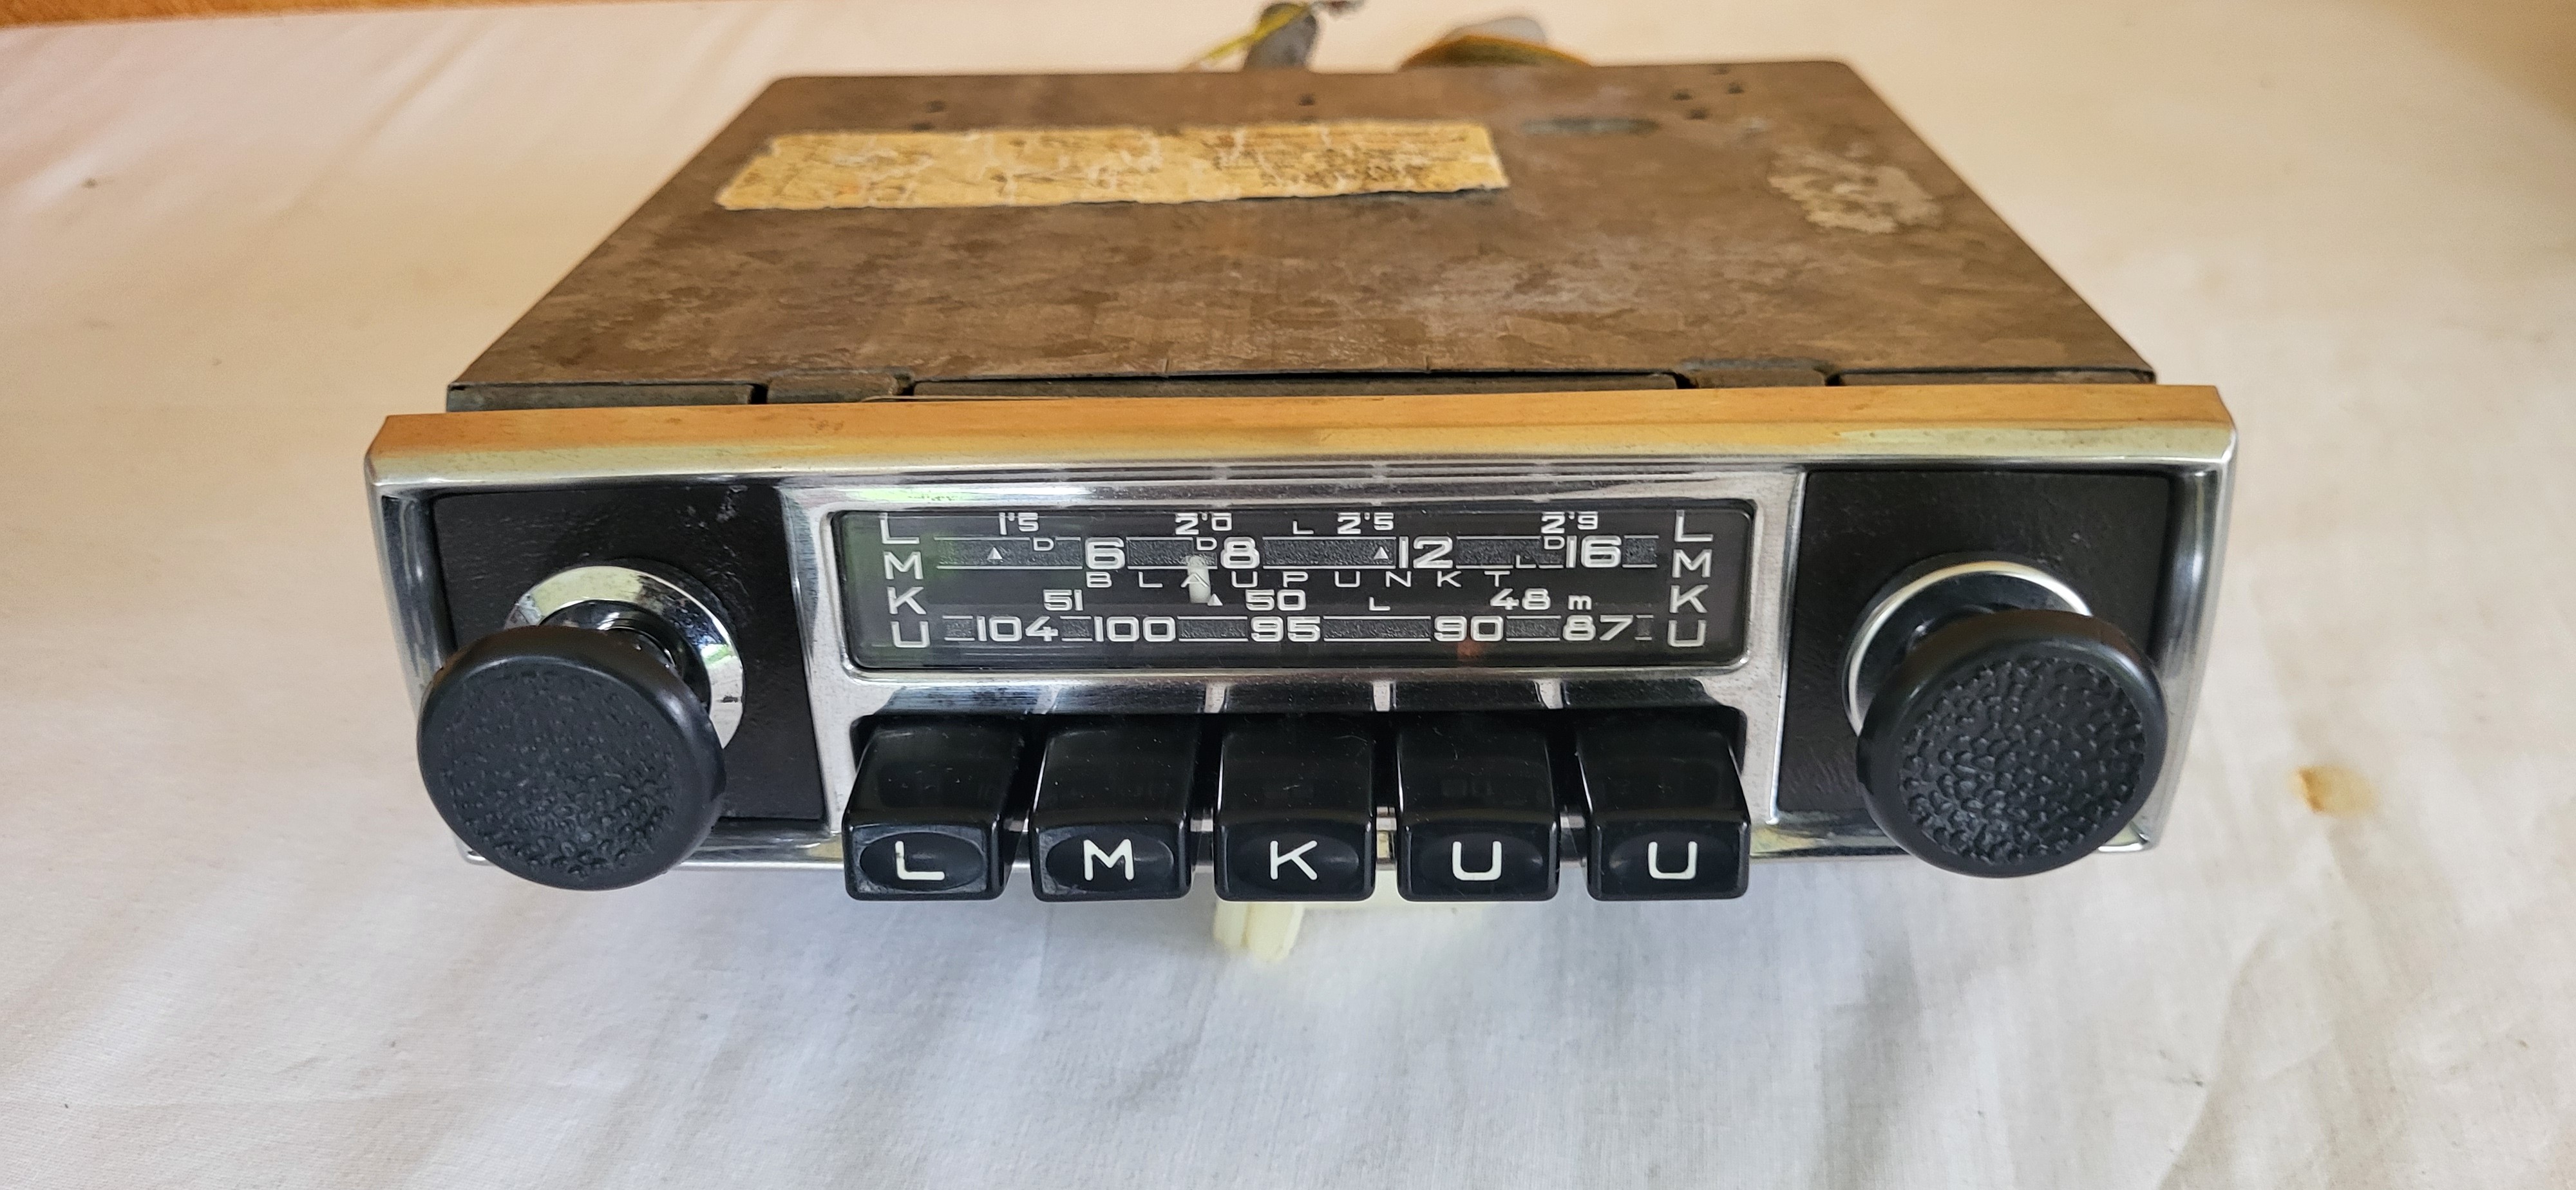 L 1'5 2'0 L 2'5 2'9 L
M D 6 D 8 12 L D 16 M
BLAUPUNKT
K 51 50 L 48 m K
U 104 100 95 90 87 U
L M K U U